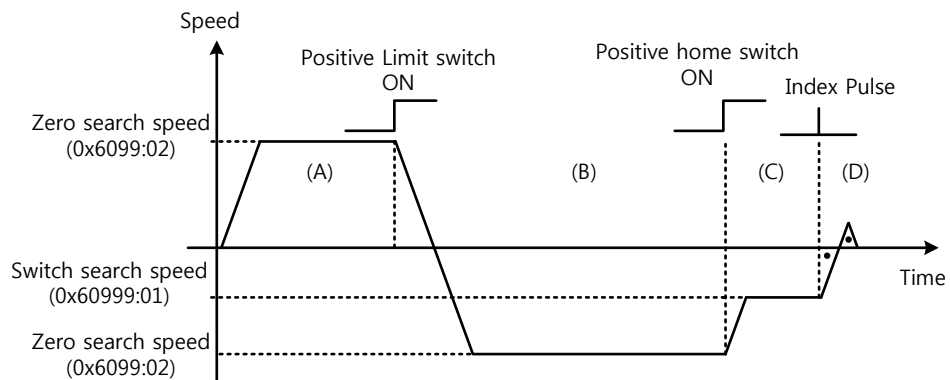 Speed
Positive Limit switch
ON
Positive home switch
ON
Index Pulse
Zero search speed
(0x6099:02)
(A)
(B)
(C)
(D)
Switch search speed
(0x60999:01)
Time
Zero search speed
(0x6099:02)